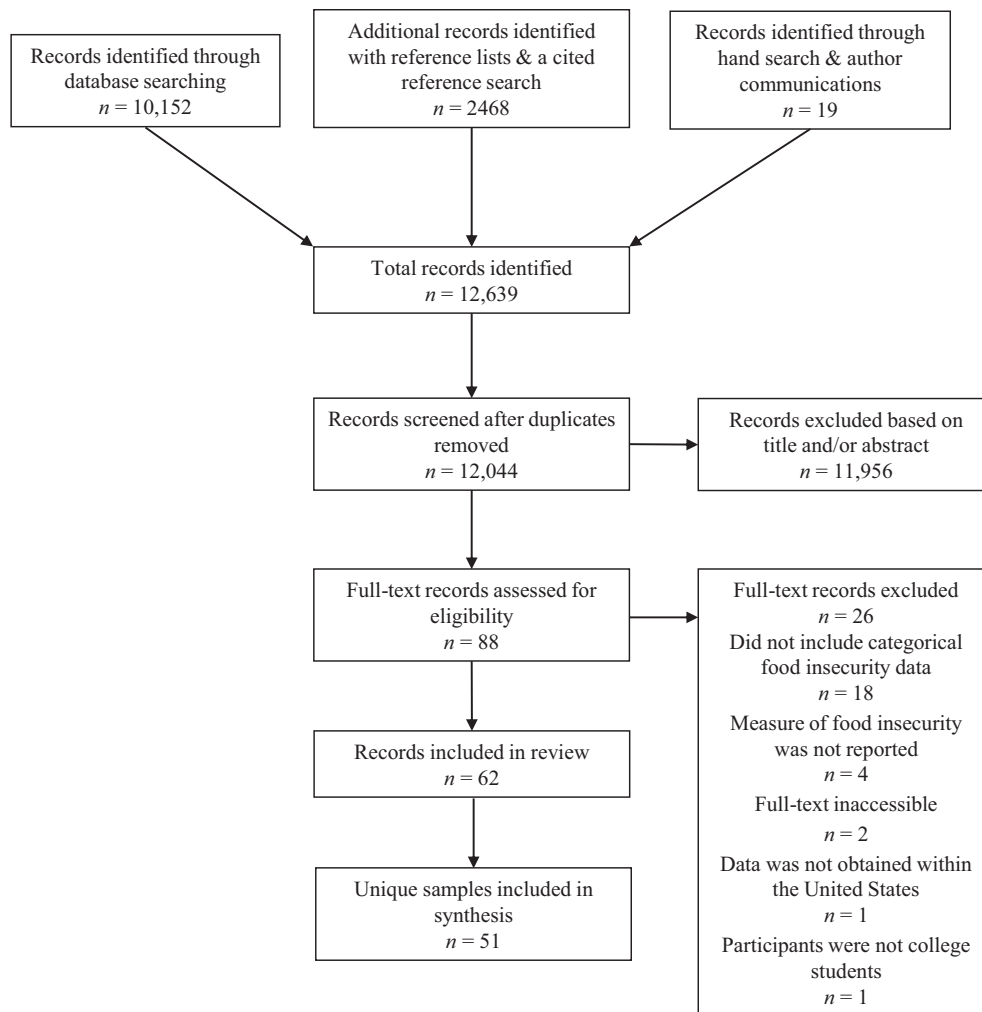 Records identified through
database searching
n = 10,152
Additional records identified
with reference lists & a cited
reference search
n = 2468
Records identified through
hand search & author
communications
n = 19
Total records identified
n = 12,639
Records screened after duplicates
removed
n = 12,044
Records excluded based on
title and/or abstract
n = 11,956
Full-text records assessed for
eligibility
n = 88
Full-text records excluded
n = 26
Did not include categorical
food insecurity data
n = 18
Measure of food insecurity
was not reported
n = 4
Full-text inaccessible
n = 2
Data was not obtained within
the United States
n = 1
Participants were not college
students
n = 1
Records included in review
n = 62
Unique samples included in
synthesis
n = 51